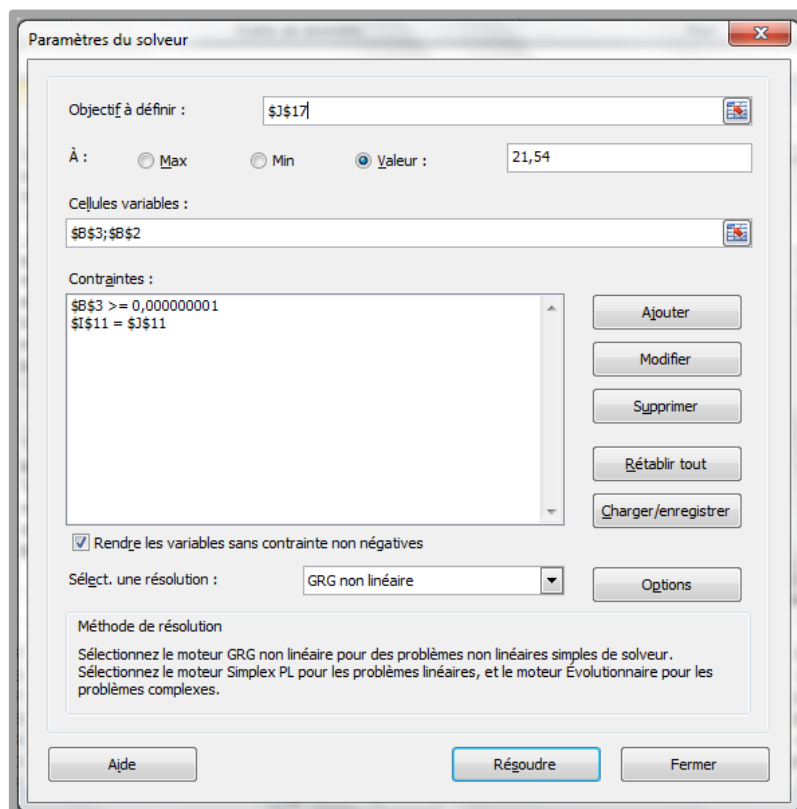 Paramètres du solveur
Objectif à définir :
$J$17
À :
Max
Min
Valeur :
21,54
Cellules variables :
$B$3;$B$2
Contraintes :
$B$3 >= 0,000000001
$I$11 = $J$11
Ajouter
Modifier
Supprimer
Rétablir tout
Charger/enregistrer
Rendre les variables sans contrainte non négatives
Sélect. une résolution :
GRG non linéaire
Options
Méthode de résolution
Sélectionnez le moteur GRG non linéaire pour des problèmes non linéaires simples de solveur.
Sélectionnez le moteur Simplex PL pour les problèmes linéaires, et le moteur Évolutionnaire pour les
problèmes complexes.
Aide
Résoudre
Fermer